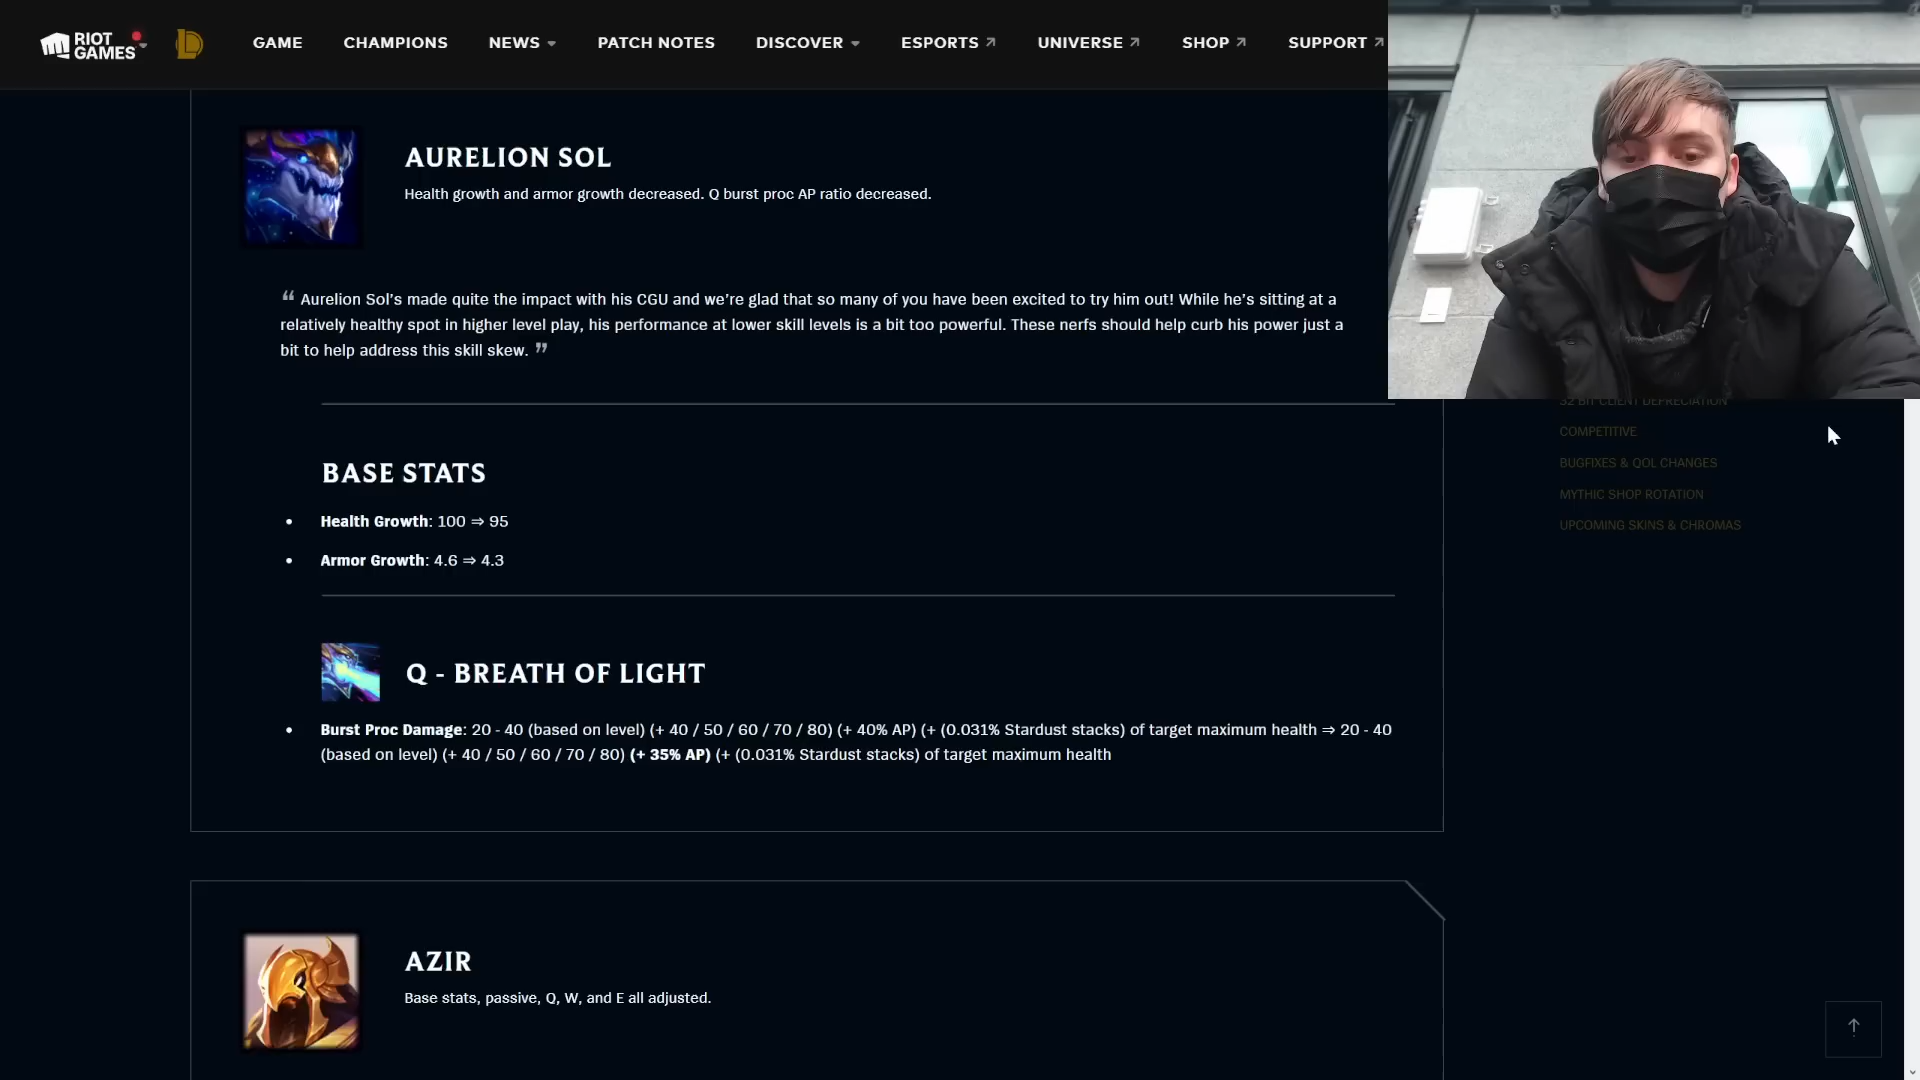 RIOT GAMES
GAME
CHAMPIONS
NEWS
PATCH NOTES
DISCOVER
ESPORTS
UNIVERSE
SHOP
SUPPORT
AURELION SOL
Health growth and armor growth decreased. Q burst proc AP ratio decreased.
“ Aurelion Sol’s made quite the impact with his CGU and we’re glad that so many of you have been excited to try him out! While he’s sitting at a
relatively healthy spot in higher level play, his performance at lower skill levels is a bit too powerful. These nerfs should help curb his power just a
bit to help address this skill skew. ”
BASE STATS
• Health Growth: 100 ⇒ 95
• Armor Growth: 4.6 ⇒ 4.3
Q - BREATH OF LIGHT
• Burst Proc Damage: 20 - 40 (based on level) (+ 40 / 50 / 60 / 70 / 80) (+ 40% AP) (+ (0.031% Stardust stacks) of target maximum health ⇒ 20 - 40
(based on level) (+ 40 / 50 / 60 / 70 / 80) (+ 35% AP) (+ (0.031% Stardust stacks) of target maximum health
AZIR
Base stats, passive, Q, W, and E all adjusted.
32 BIT CLIENT DEPRECIATION
COMPETITIVE
BUGFIXES & QOL CHANGES
MYTHIC SHOP ROTATION
UPCOMING SKINS & CHROMAS